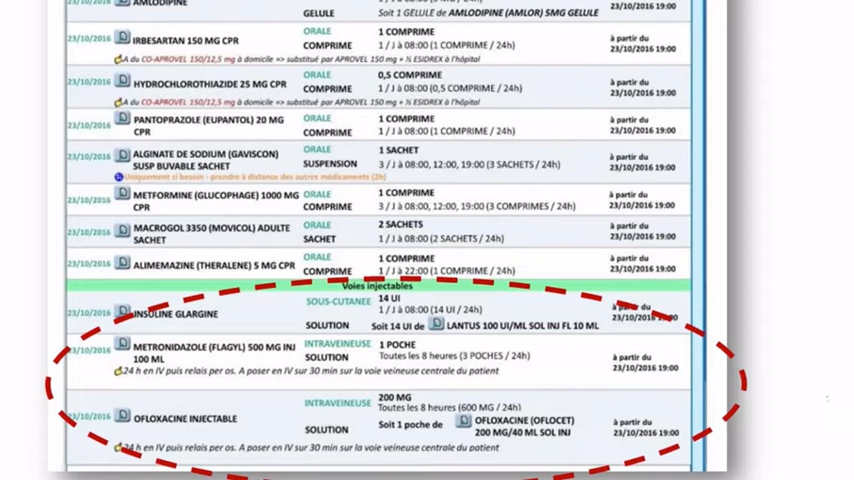 23/10/2016 AMLODIPINE
GELULE Soit 1 GELULE de AMLODIPINE (AMLOR) 5MG GELULE 23/10/2016 19:00
23/10/2016 IRBESARTAN 150 MG CPR ORALE 1 COMPRIME à partir du
COMPRIME 1 / J à 08:00 (1 COMPRIME / 24h) 23/10/2016 19:00
A du CO-APROVEL 150/12,5 mg à domicile => substitué par APROVEL 150 mg + ½ ESIDREX à l'hôpital
23/10/2016 HYDROCHLOROTHIAZIDE 25 MG CPR ORALE 0,5 COMPRIME à partir du
COMPRIME 1 / J à 08:00 (0,5 COMPRIME / 24h) 23/10/2016 19:00
A du CO-APROVEL 150/12,5 mg à domicile => substitué par APROVEL 150 mg + ½ ESIDREX à l'hôpital
23/10/2016 PANTOPRAZOLE (EUPANTOL) 20 MG ORALE 1 COMPRIME à partir du
CPR COMPRIME 1 / J à 08:00 (1 COMPRIME / 24h) 23/10/2016 19:00
23/10/2016 ALGINATE DE SODIUM (GAVISCON) ORALE 1 SACHET à partir du
SUSP BUVABLE SACHET SUSPENSION 3 / J à 08:00, 12:00, 19:00 (3 SACHETS / 24h) 23/10/2016 19:00
Uniquement si besoin - prendre à distance des autres médicaments (2h)
23/10/2016 METFORMINE (GLUCOPHAGE) 1000 MG ORALE 1 COMPRIME à partir du
CPR COMPRIME 3 / J à 08:00, 12:00, 19:00 (3 COMPRIMES / 24h) 23/10/2016 19:00
23/10/2016 MACROGOL 3350 (MOVICOL) ADULTE ORALE 2 SACHETS à partir du
SACHET SACHET 1 / J à 08:00 (2 SACHETS / 24h) 23/10/2016 19:00
23/10/2016 ALIMEMAZINE (THERALENE) 5 MG CPR ORALE 1 COMPRIME à partir du
COMPRIME 1 / J à 22:00 (1 COMPRIME / 24h) 23/10/2016 19:00
Voies injectables
23/10/2016 INSULINE GLARGINE SOUS-CUTANEE 14 UI à partir du
1 / J à 08:00 (14 UI / 24h) 23/10/2016 19:00
SOLUTION Soit 14 UI de LANTUS 100 UI/ML SOL INJ FL 10 ML
23/10/2016 METRONIDAZOLE (FLAGYL) 500 MG INJ INTRAVEINEUSE 1 POCHE à partir du
100 ML SOLUTION Toutes les 8 heures (3 POCHES / 24h) 23/10/2016 19:00
24 h en IV puis relais per os. A poser en IV sur 30 min sur la voie veineuse centrale du patient
23/10/2016 OFLOXACINE INJECTABLE INTRAVEINEUSE 200 MG à partir du
Toutes les 8 heures (600 MG / 24h) 23/10/2016 19:00
SOLUTION Soit 1 poche de OFLOXACINE (OFLOCET)
200 MG/40 ML SOL INJ
24 h en IV puis relais per os. A poser en IV sur 30 min sur la voie veineuse centrale du patient